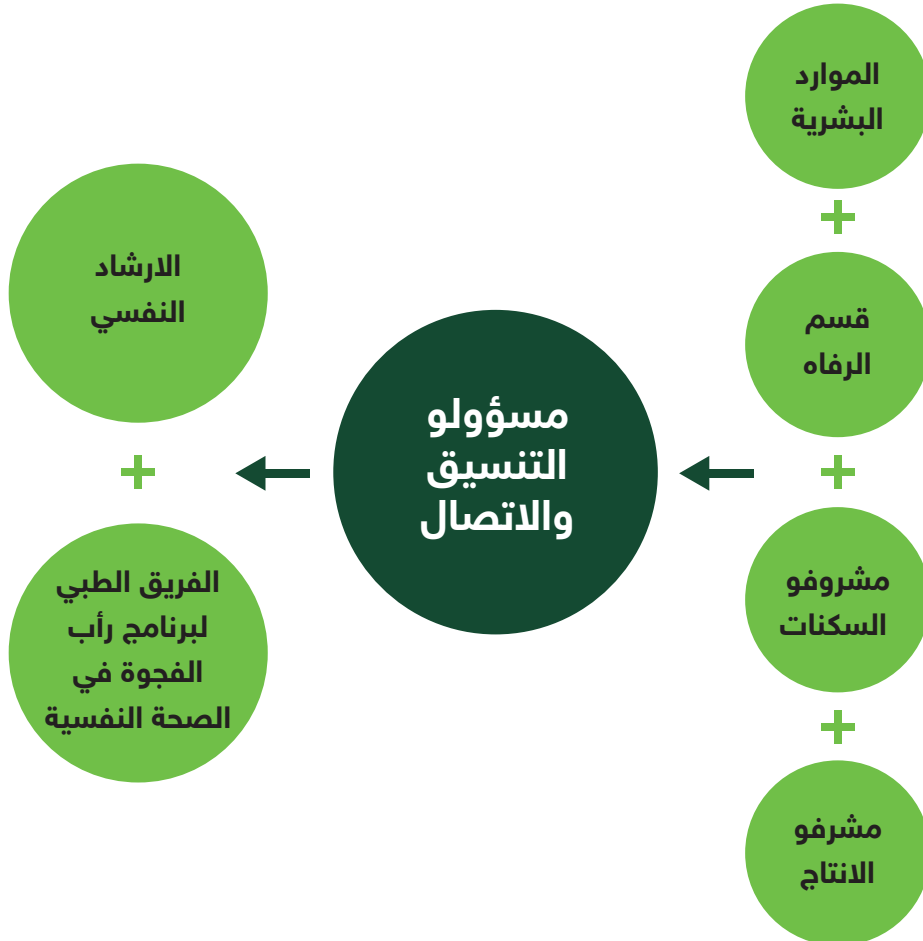 الموارد
البشرية
+
قسم
الرفاه
+
مشروفو
السكنات
+
مشرفو
الانتاج
مسؤولو
التنسيق
والاتصال
الارشاد
النفسي
+
الفريق الطبي
لبرنامج رأب
الفجوة في
الصحة النفسية